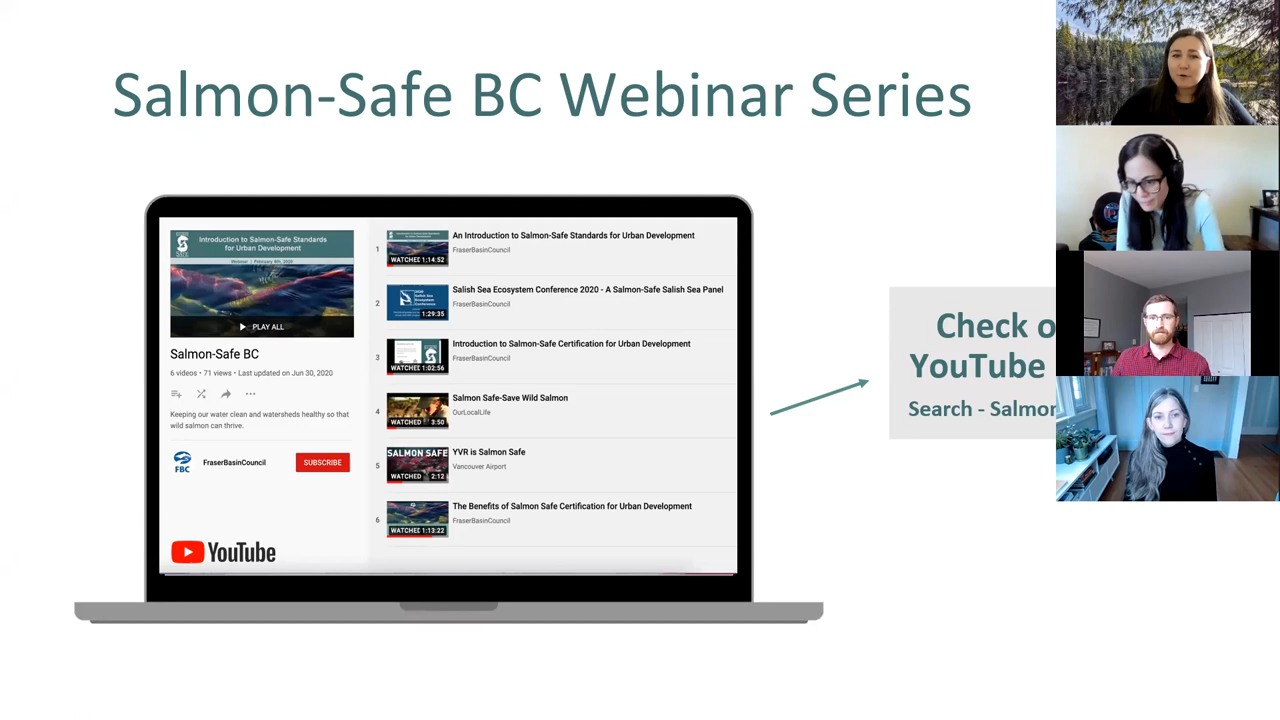 Salmon-Safe BC Webinar Series
Introduction to Salmon-Safe Standards
for Urban Development
Webinar | February 6th, 2020
PLAY ALL
Salmon-Safe BC
6 videos • 71 views • Last updated on Jun 30, 2020
Keeping our water clean and watersheds healthy so that
wild salmon can thrive.
FBC
FraserBasinCouncil
SUBSCRIBE
YouTube
1
WATCHED 1:14:52
An Introduction to Salmon-Safe Standards for Urban Development
FraserBasinCouncil
2
1:29:35
Salish Sea Ecosystem Conference 2020 - A Salmon-Safe Salish Sea Panel
FraserBasinCouncil
3
WATCHED 1:02:56
Introduction to Salmon-Safe Certification for Urban Development
FraserBasinCouncil
4
WATCHED 3:50
Salmon Safe-Save Wild Salmon
OurLocalLife
5
SALMON SAFE
WATCHED 2:12
YVR is Salmon Safe
Vancouver Airport
6
WATCHED 1:13:22
The Benefits of Salmon Safe Certification for Urban Development
FraserBasinCouncil
Check o
YouTube
Search - Salmon